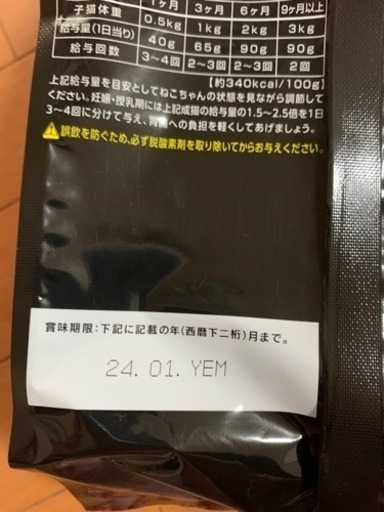 1ヶ月 3ヶ月 6ヶ月 9ヶ月以上
子猫体重 0.5kg 1kg 2kg 3kg
給与量(1日当り) 40g 65g 90g 90g
給与回数 3〜4回 2〜3回 2〜3回 2回
[約340kcal/100g]
上記給与量を目安としてねこちゃんの状態を見ながら調節して
ください。妊娠・授乳期には上記成猫の給与量の1.5〜2.5倍を1日
3〜4回に分けて与え、胃腸への負担を軽くしてあげましょう。
誤飲を防ぐため、必ず脱酸素剤を取り除いてからお与えください。
賞味期限:下記に記載の年(西暦下二桁)月まで。
24.01.YEM